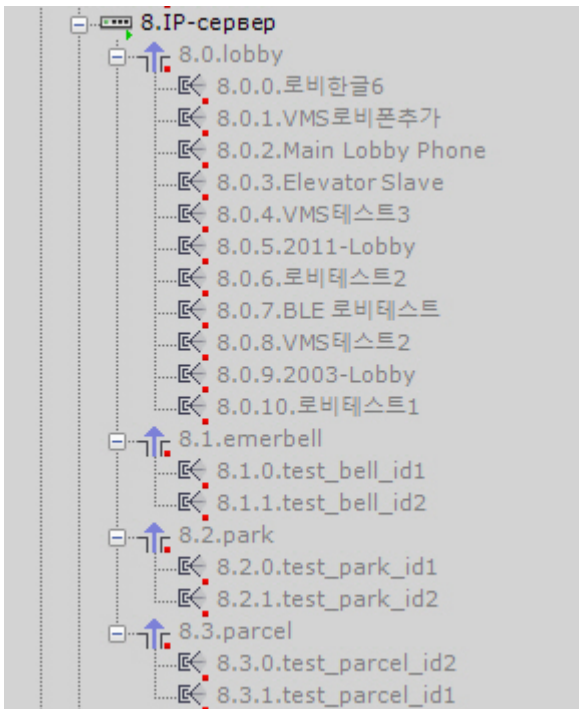 8.IP-сервер
8.0.lobby
8.0.0.로비한글6
8.0.1.VMS로비폰추가
8.0.2.Main Lobby Phone
8.0.3.Elevator Slave
8.0.4.VMS테스트3
8.0.5.2011-Lobby
8.0.6.로비테스트2
8.0.7.BLE 로비테스트
8.0.8.VMS테스트2
8.0.9.2003-Lobby
8.0.10.로비테스트1
8.1.emerbell
8.1.0.test_bell_id1
8.1.1.test_bell_id2
8.2.park
8.2.0.test_park_id1
8.2.1.test_park_id2
8.3.parcel
8.3.0.test_parcel_id2
8.3.1.test_parcel_id1